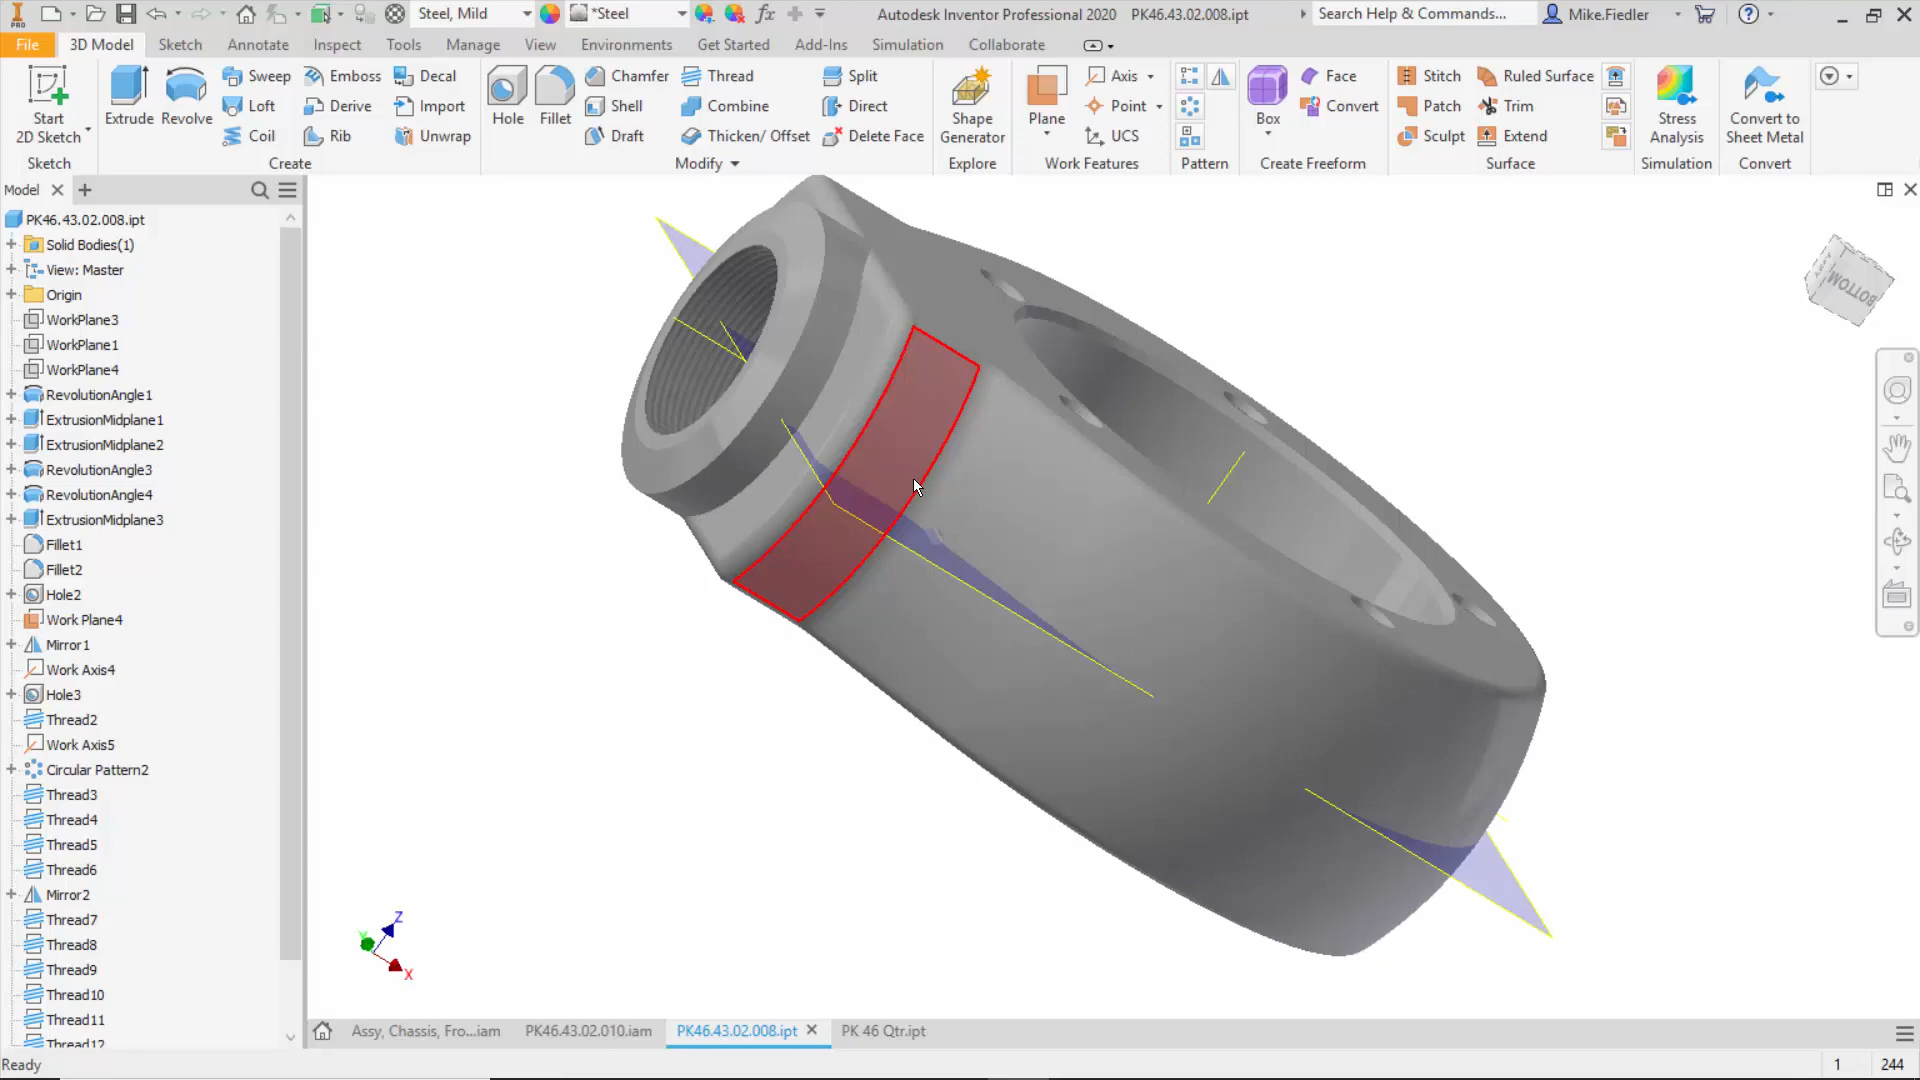 Steel, Mild
*Steel
fx
Autodesk Inventor Professional 2020 PK46.43.02.008.ipt
Search Help & Commands...
Mike.Fiedler
File
3D Model
Sketch
Annotate
Inspect
Tools
Manage
View
Environments
Get Started
Add-Ins
Simulation
Collaborate
Start
2D Sketch
Sketch
Extrude
Revolve
Sweep
Loft
Coil
Emboss
Derive
Rib
Decal
Import
Unwrap
Create
Hole
Fillet
Chamfer
Shell
Draft
Thread
Combine
Thicken/ Offset
Split
Direct
Delete Face
Modify
Shape
Generator
Explore
Plane
Axis
Point
UCS
Work Features
Pattern
Box
Face
Convert
Create Freeform
Stitch
Patch
Sculpt
Ruled Surface
Trim
Extend
Surface
Stress
Analysis
Simulation
Convert to
Sheet Metal
Convert
Model
PK46.43.02.008.ipt
Solid Bodies(1)
View: Master
Origin
WorkPlane3
WorkPlane1
WorkPlane4
RevolutionAngle1
ExtrusionMidplane1
ExtrusionMidplane2
RevolutionAngle3
RevolutionAngle4
ExtrusionMidplane3
Fillet1
Fillet2
Hole2
Work Plane4
Mirror1
Work Axis4
Hole3
Thread2
Work Axis5
Circular Pattern2
Thread3
Thread4
Thread5
Thread6
Mirror2
Thread7
Thread8
Thread9
Thread10
Thread11
Thread12
BOTTOM
Z
Y
X
Assy, Chassis, Fro...iam
PK46.43.02.010.iam
PK46.43.02.008.ipt
PK 46 Qtr.ipt
Ready
1
244